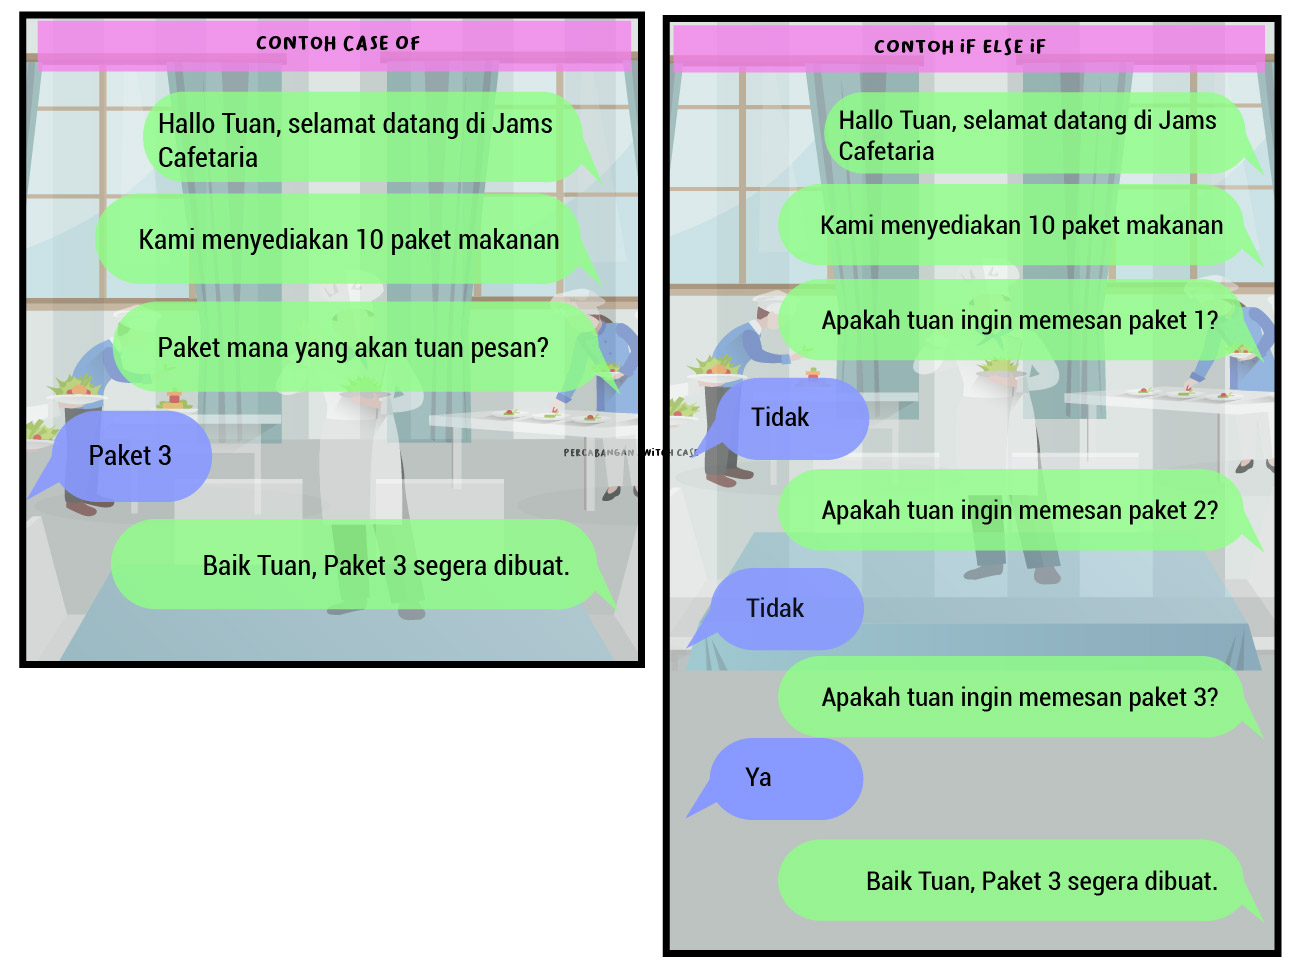 CONTOH CASE OF
Hallo Tuan, selamat datang di Jams
Cafetaria
Kami menyediakan 10 paket makanan
Paket mana yang akan tuan pesan?
Paket 3
Baik Tuan, Paket 3 segera dibuat.
PERCABANGAN SWITCH CASE
CONTOH IF ELSE IF
Hallo Tuan, selamat datang di Jams
Cafetaria
Kami menyediakan 10 paket makanan
Apakah tuan ingin memesan paket 1?
Tidak
Apakah tuan ingin memesan paket 2?
Tidak
Apakah tuan ingin memesan paket 3?
Ya
Baik Tuan, Paket 3 segera dibuat.